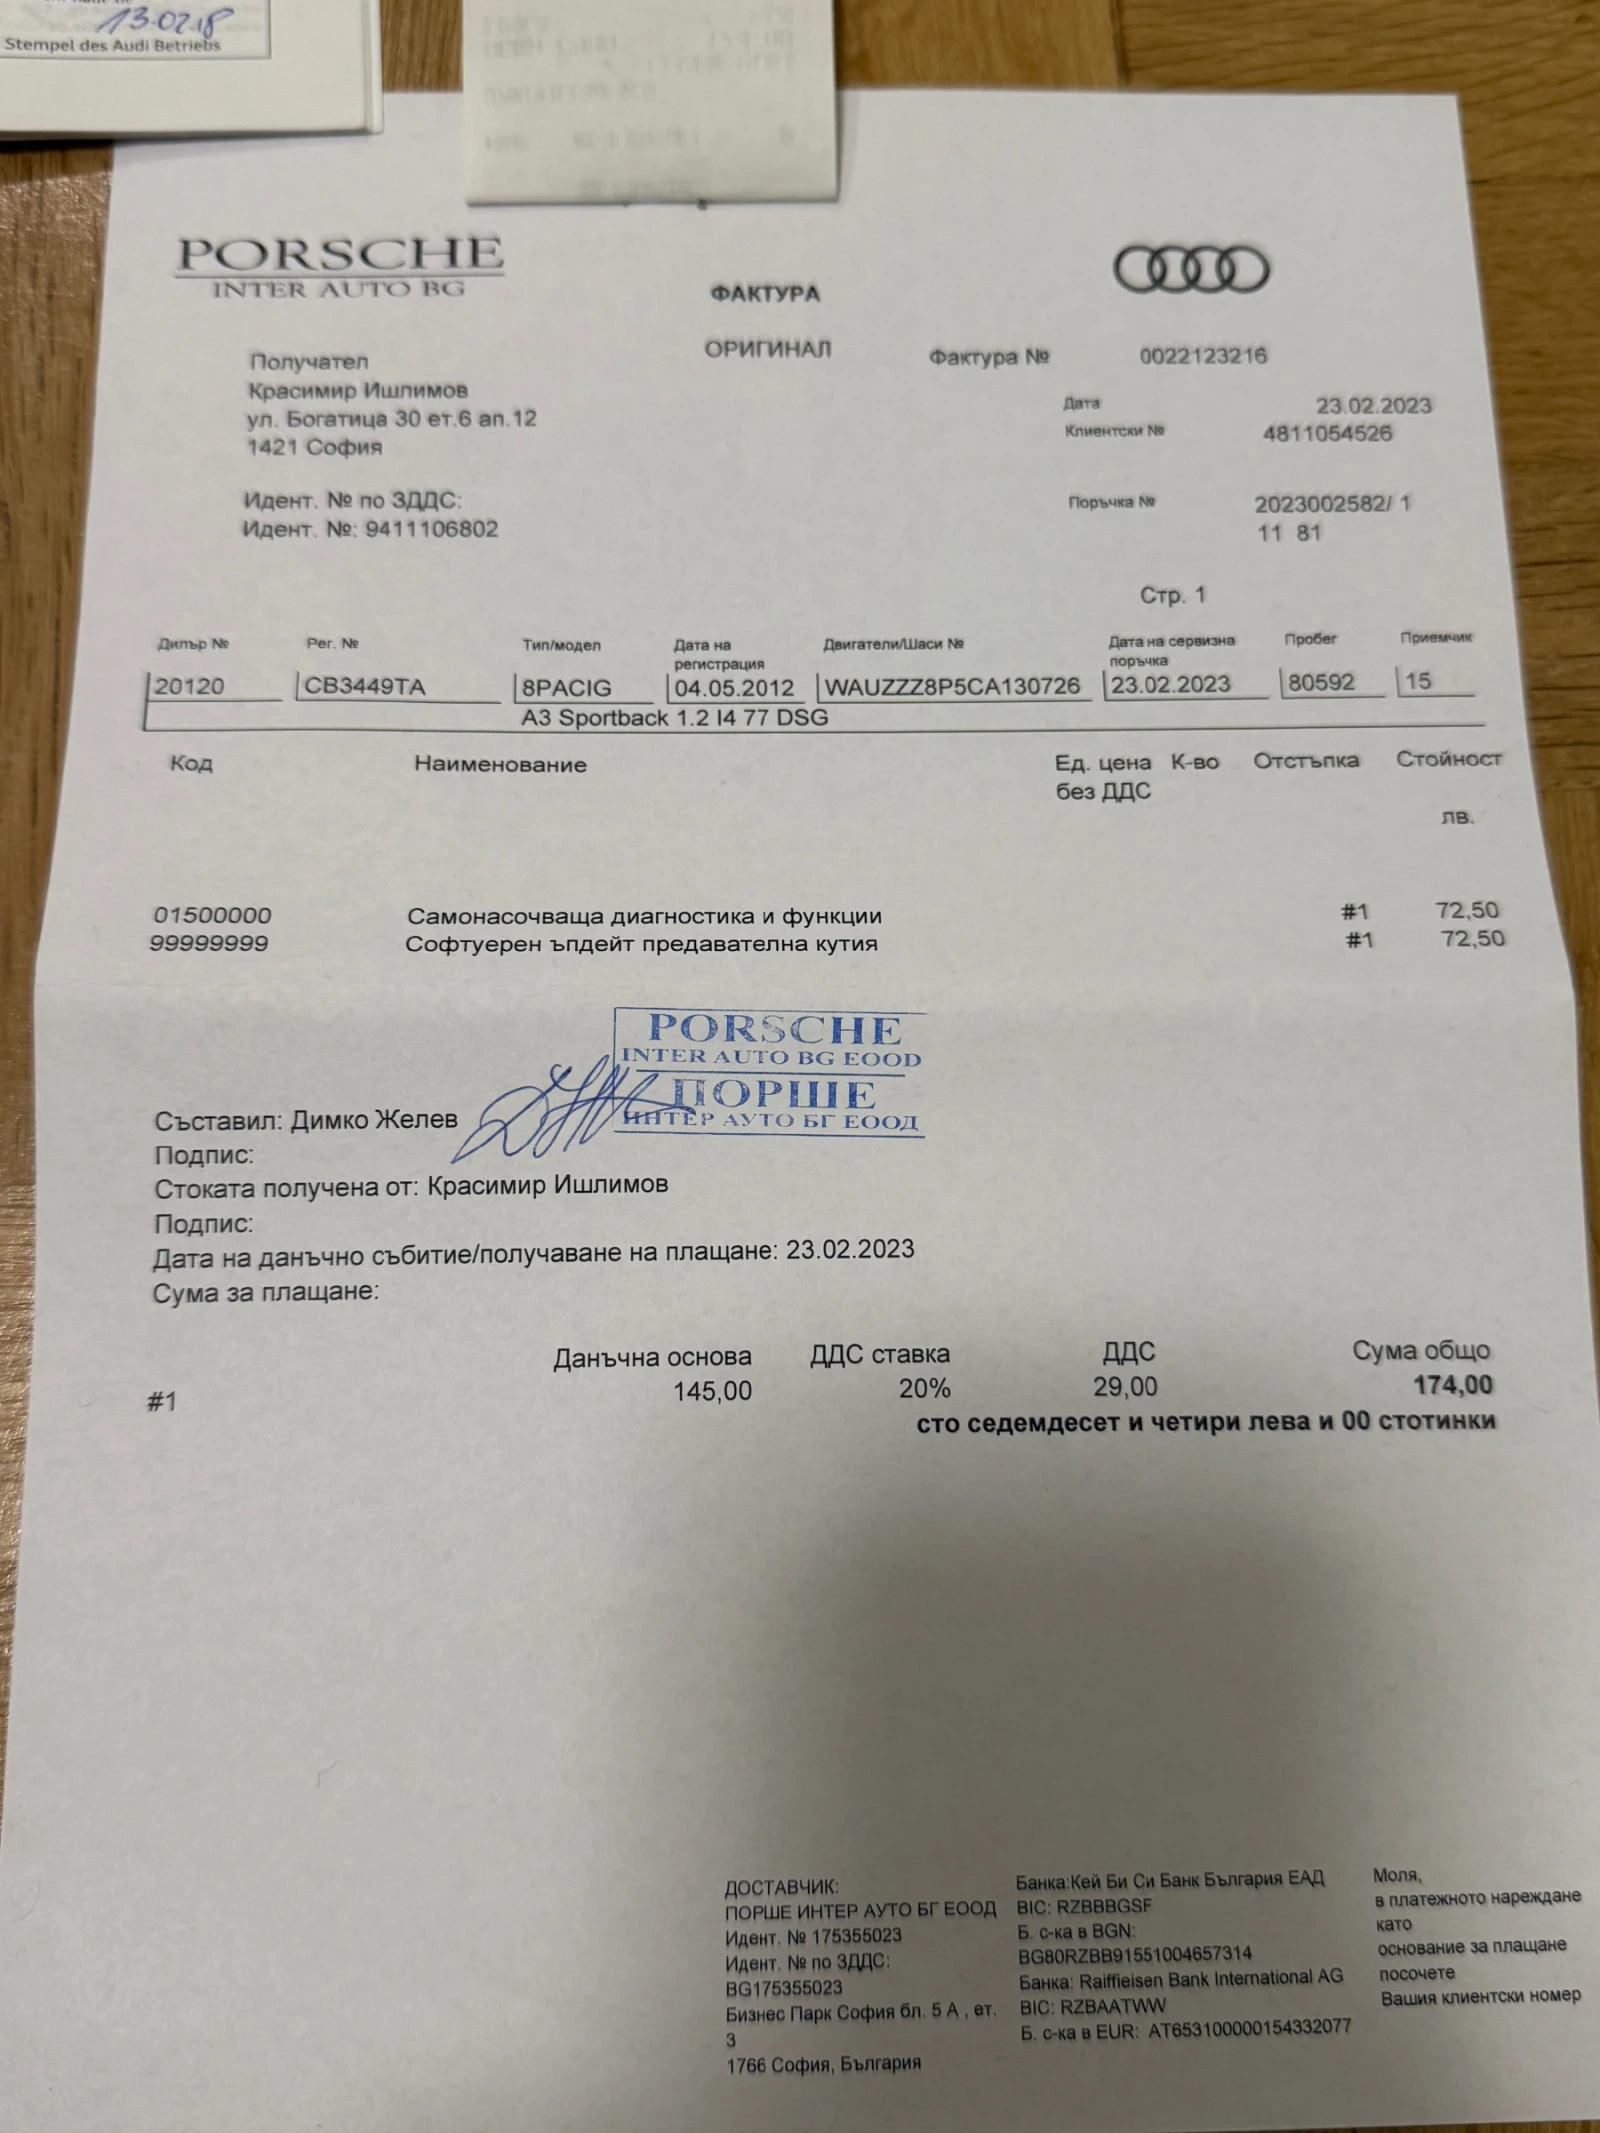 13.02.18
Stempel des Audi Betriebs
PORSCHE
INTER AUTO BG
ФАКТУРА
ОРИГИНАЛ
Фактура № 0022123216
Получател
Красимир Ишлимов
ул. Богатица 30 ет.6 ап.12
1421 София
Дата 23.02.2023
Клиентски № 4811054526
Идент. № по ЗДДС:
Идент. №: 9411106802
Поръчка № 2023002582/ 1
11 81
Стр. 1
Дилър № Рег. № Тип/модел Дата на регистрация Двигатели/Шаси № Дата на сервизна поръчка Пробег Приемчик
20120 CB3449TA 8PACIG 04.05.2012 WAUZZZ8P5CA130726 23.02.2023 80592 15
A3 Sportback 1.2 I4 77 DSG
Код Наименование Ед. цена К-во Отстъпка Стойност
без ДДС
лв.
01500000 Самонасочваща диагностика и функции #1 72,50
99999999 Софтуерен ъпдейт предавателна кутия #1 72,50
PORSCHE
INTER AUTO BG EOOD
ПОРШЕ
ИНТЕР АУТО БГ ЕООД
Съставил: Димко Желев
Подпис:
Стоката получена от: Красимир Ишлимов
Подпис:
Дата на данъчно събитие/получаване на плащане: 23.02.2023
Сума за плащане:
Данъчна основа ДДС ставка ДДС Сума общо
#1 145,00 20% 29,00 174,00
сто седемдесет и четири лева и 00 стотинки
ДОСТАВЧИК:
ПОРШЕ ИНТЕР АУТО БГ ЕООД
Идент. № 175355023
Идент. № по ЗДДС:
BG175355023
Бизнес Парк София бл. 5 А , ет.
3
1766 София, България
Банка:Кей Би Си Банк България ЕАД
BIC: RZBBBGSF
Б. с-ка в BGN:
BG80RZBB91551004657314
Банка: Raiffieisen Bank International AG
BIC: RZBAATWW
Б. с-ка в EUR: AT653100000154332077
Моля,
в платежното нареждане
като
основание за плащане
посочете
Вашия клиентски номер